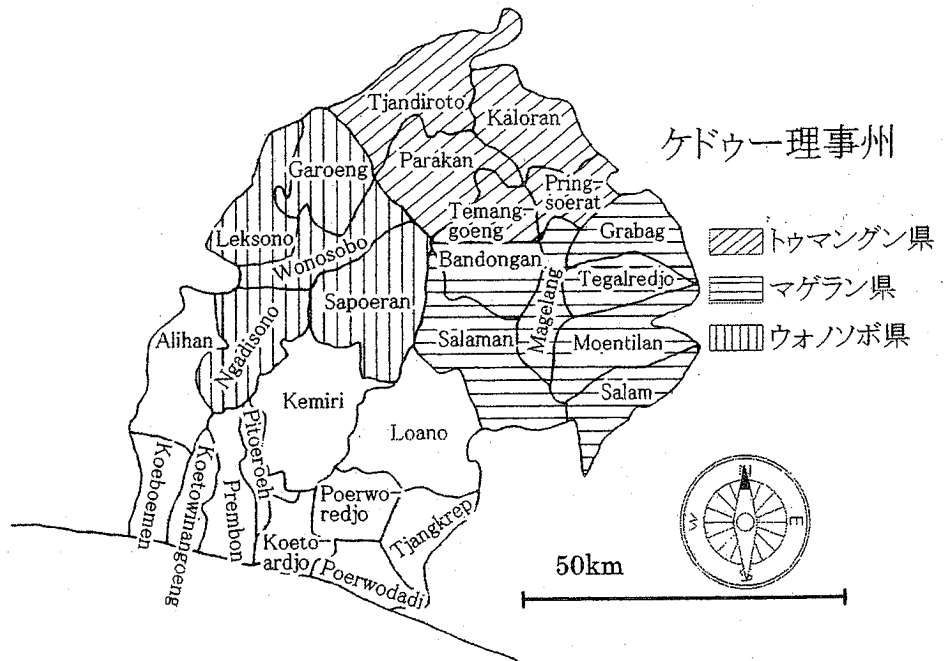 Tjandiroto
Kaloran
ケドゥー理事州
Parakan
Garoeng
Pring-
soerat
Temang-
goeng
Grabag
トゥマングン県
Leksono
Wonosobo
Bandongan
Tegalredjo
マゲラン県
Sapoeran
Magelang
Alihan
Ngadisono
Salaman
Moentilan
ウォノソボ県
Kemiri
Salam
Pitoeroeh
Loano
Koeboemen
Koetowinangoeng
Prembon
Poerwo-
redjo
Tjangkrep
Koeto-
ardjo
Poerwodadi
N
W
E
S
50km